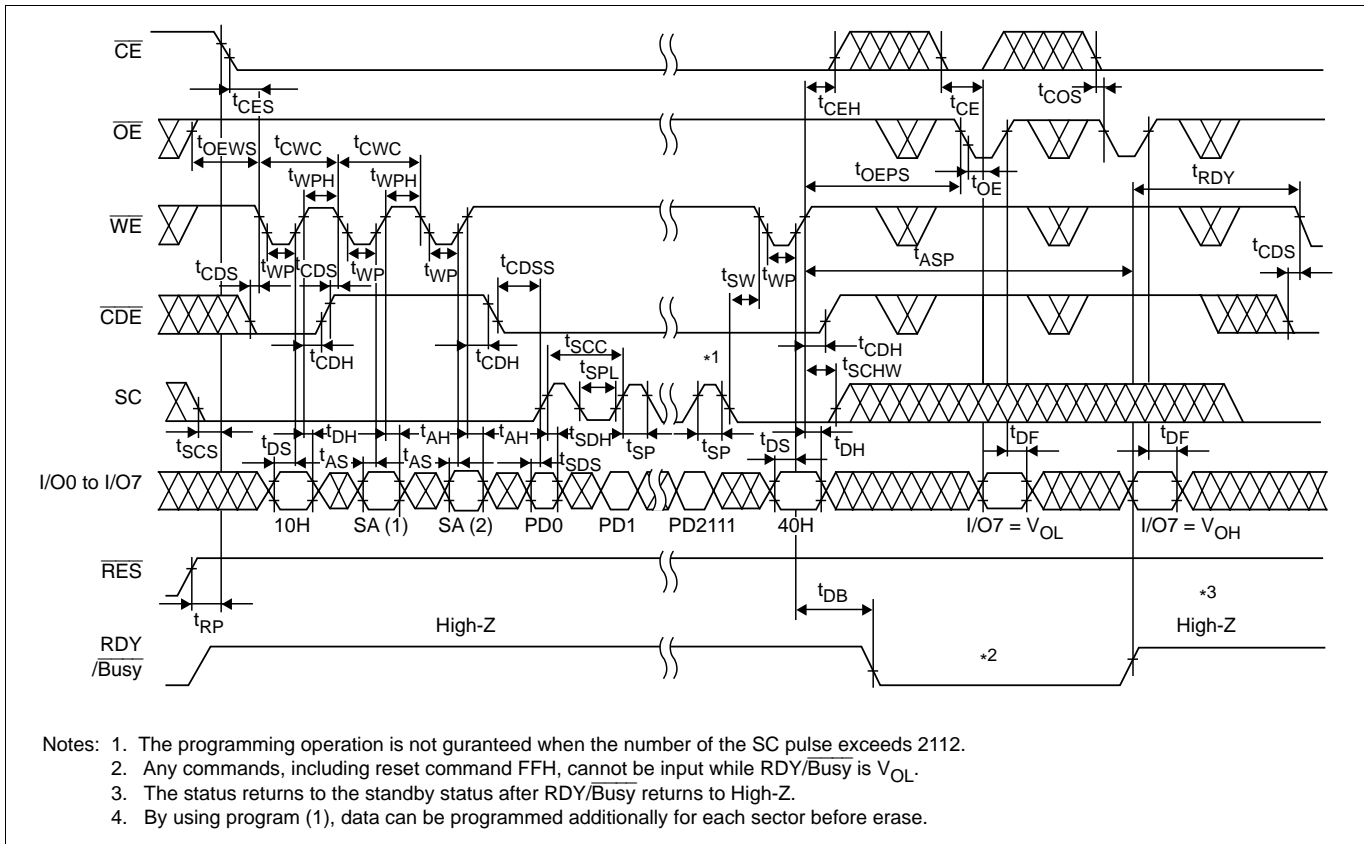 CE
tCES
tCEH
tCE
tCOS
OE
tOEWS
tCWC
tCWC
tWPH
tWPH
tOEPS
tOE
tRDY
WE
tCDS
tWP
tCDS
tWP
tWP
tCDSS
tSW
tWP
tASP
tCDS
CDE
tCDH
tCDH
tSCC
*1
tCDH
tSPL
tSCHW
SC
tSCS
tDS
tDH
tAS
tAH
tAS
tAH
tSDH
tSDS
tSP
tSP
tDS
tDH
tDF
tDF
I/O0 to I/O7
10H SA (1) SA (2) PD0 PD1 PD2111 40H I/O7 = VOL I/O7 = VOH
RES
tRP
tDB
*3
High-Z
High-Z
RDY
/Busy
*2
Notes: 1. The programming operation is not guranteed when the number of the SC pulse exceeds 2112.
2. Any commands, including reset command FFH, cannot be input while RDY/Busy is VOL.
3. The status returns to the standby status after RDY/Busy returns to High-Z.
4. By using program (1), data can be programmed additionally for each sector before erase.